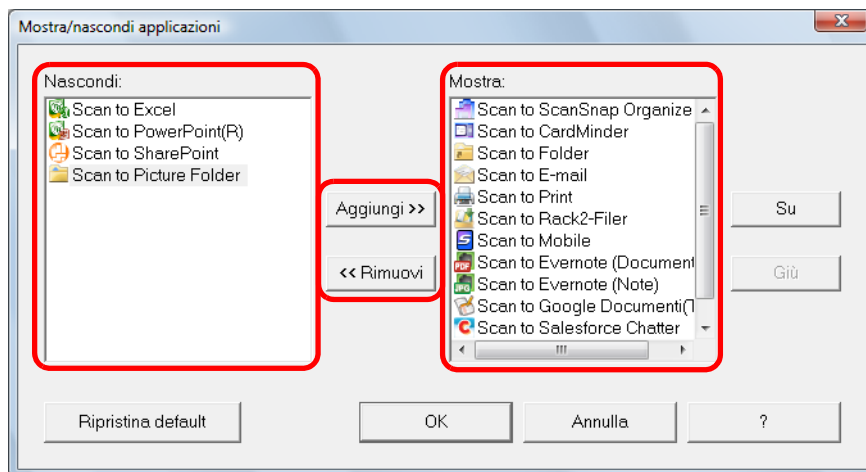 Mostra/nascondi applicazioni
Nascondi:
Scan to Excel
Scan to PowerPoint(R)
Scan to SharePoint
Scan to Picture Folder
Aggiungi >>
<< Rimuovi
Mostra:
Scan to ScanSnap Organize
Scan to CardMinder
Scan to Folder
Scan to E-mail
Scan to Print
Scan to Rack2-Filer
Scan to Mobile
Scan to Evernote (Document
Scan to Evernote (Note)
Scan to Google Documenti(T
Scan to Salesforce Chatter
Su
Giù
Ripristina default
OK
Annulla
?